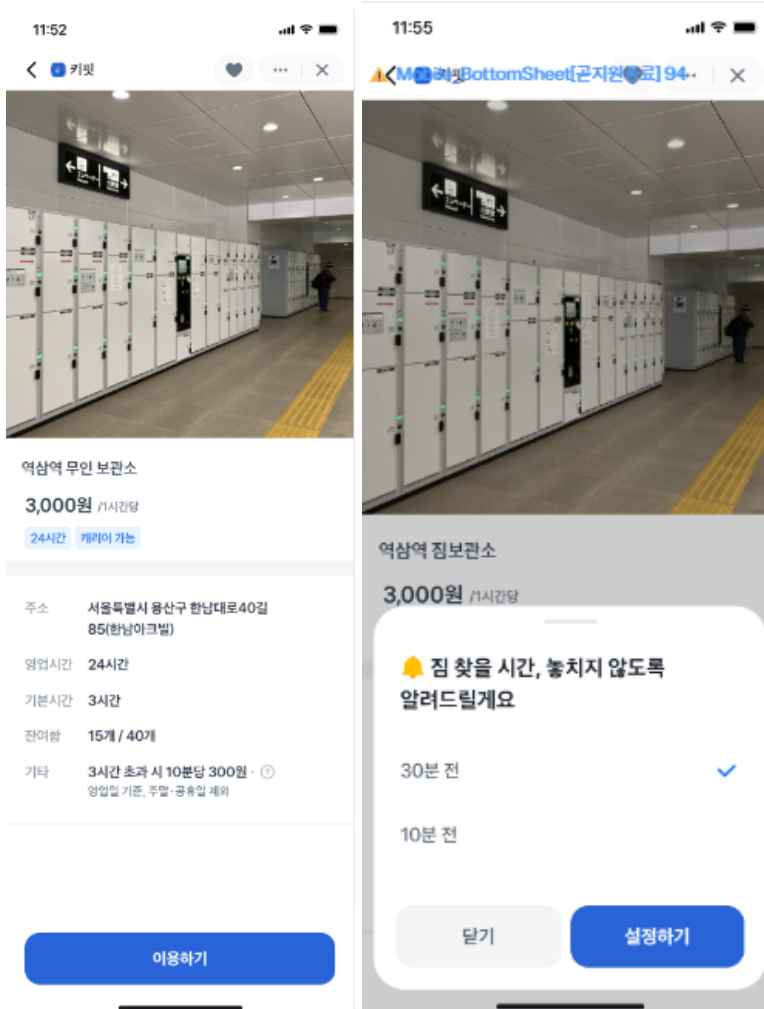 11:52
키핏
역삼역 무인 보관소
3,000원 /1시간당
24시간 캐리어 가능
주소 서울특별시 용산구 한남대로40길
85(한남아크빌)
영업시간 24시간
기본시간 3시간
잔여함 15개 / 40개
기타 3시간 초과 시 10분당 300원 · ?
영업일 기준, 주말·공휴일 제외
이용하기
11:55
BottomSheet[곤지원 료] 94
역삼역 짐보관소
3,000원 /1시간당
짐 찾을 시간, 놓치지 않도록
알려드릴게요
30분 전
10분 전
닫기 설정하기